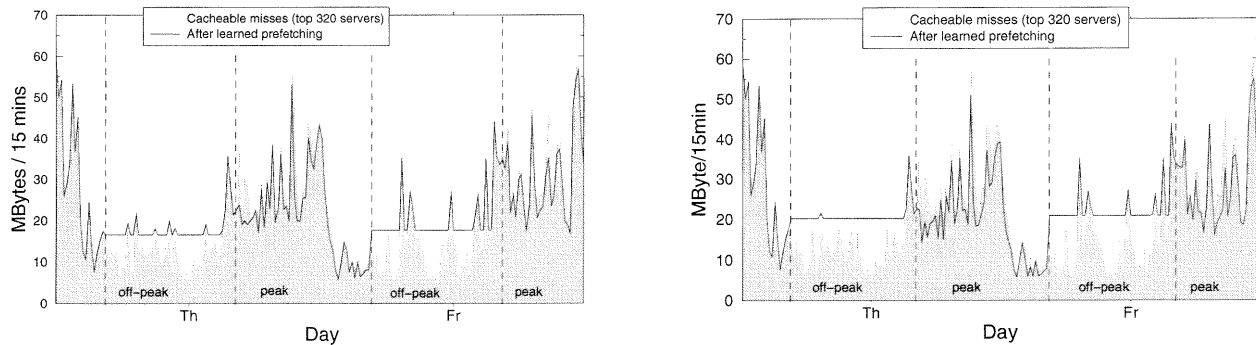 Cacheable misses (top 320 servers)
After learned prefetching
70
60
50
40
30
20
10
0
MBytes / 15 mins
off-peak
peak
off-peak
peak
Th
Fr
Day
Cacheable misses (top 320 servers)
After learned prefetching
70
60
50
40
30
20
10
0
MByte/15min
off-peak
peak
off-peak
peak
Th
Fr
Day